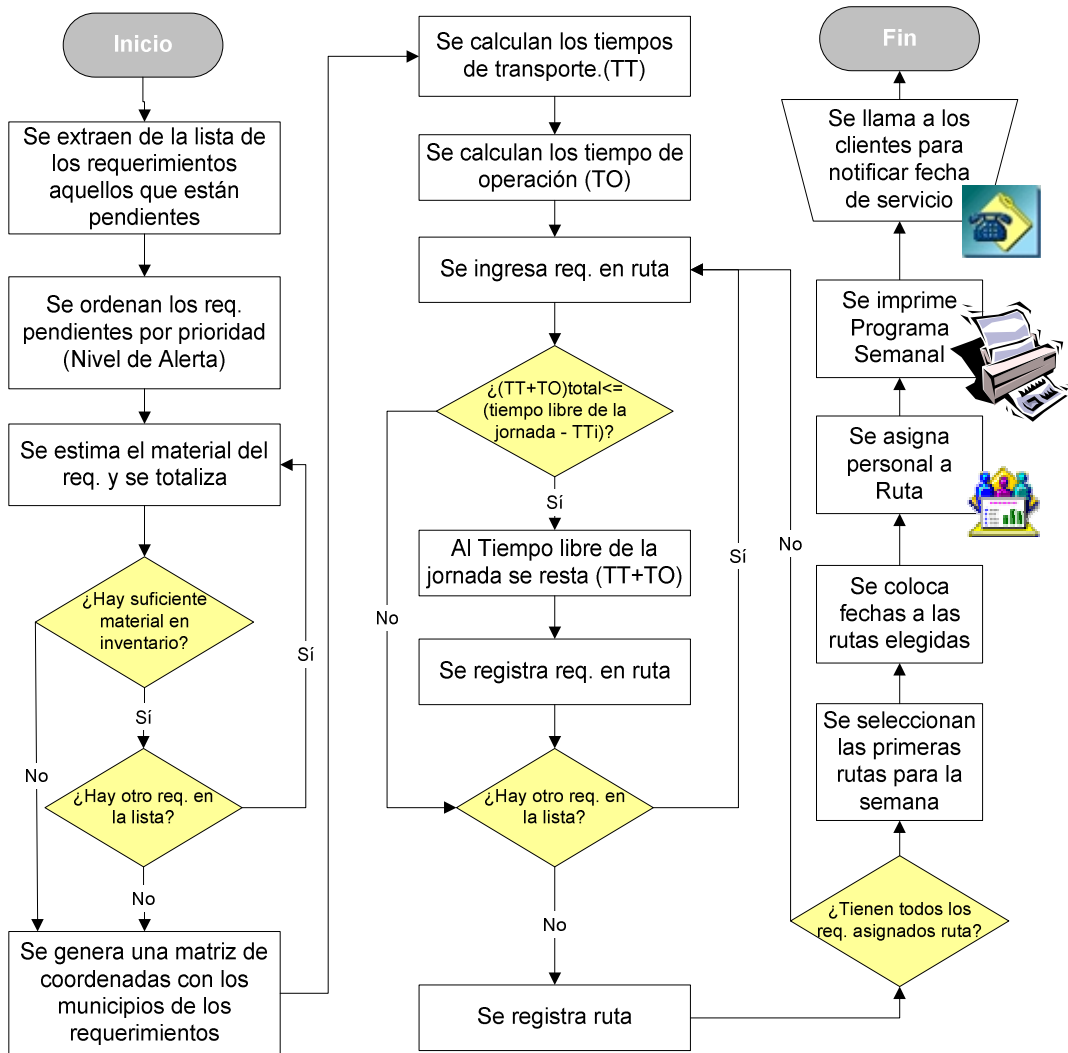 Inicio
Se extraen de la lista de
los requerimientos
aquellos que están
pendientes
Se ordenan los req.
pendientes por prioridad
(Nivel de Alerta)
Se estima el material del
req. y se totaliza
¿Hay suficiente
material en
inventario?
Sí
Sí
No
¿Hay otro req. en
la lista?
No
Se genera una matriz de
coordenadas con los
municipios de los
requerimientos
Se calculan los tiempos
de transporte.(TT)
Se calculan los tiempo de
operación (TO)
Se ingresa req. en ruta
¿(TT+TO)total<=
(tiempo libre de la
jornada - TTi)?
Sí
Al Tiempo libre de la
jornada se resta (TT+TO)
Sí
No
Se registra req. en ruta
¿Hay otro req. en
la lista?
No
Se registra ruta
No
¿Tienen todos los
req. asignados ruta?
Se seleccionan
las primeras
rutas para la
semana
Se coloca
fechas a las
rutas elegidas
Se asigna
personal a
Ruta
Se imprime
Programa
Semanal
Se llama a los
clientes para
notificar fecha
de servicio
Fin